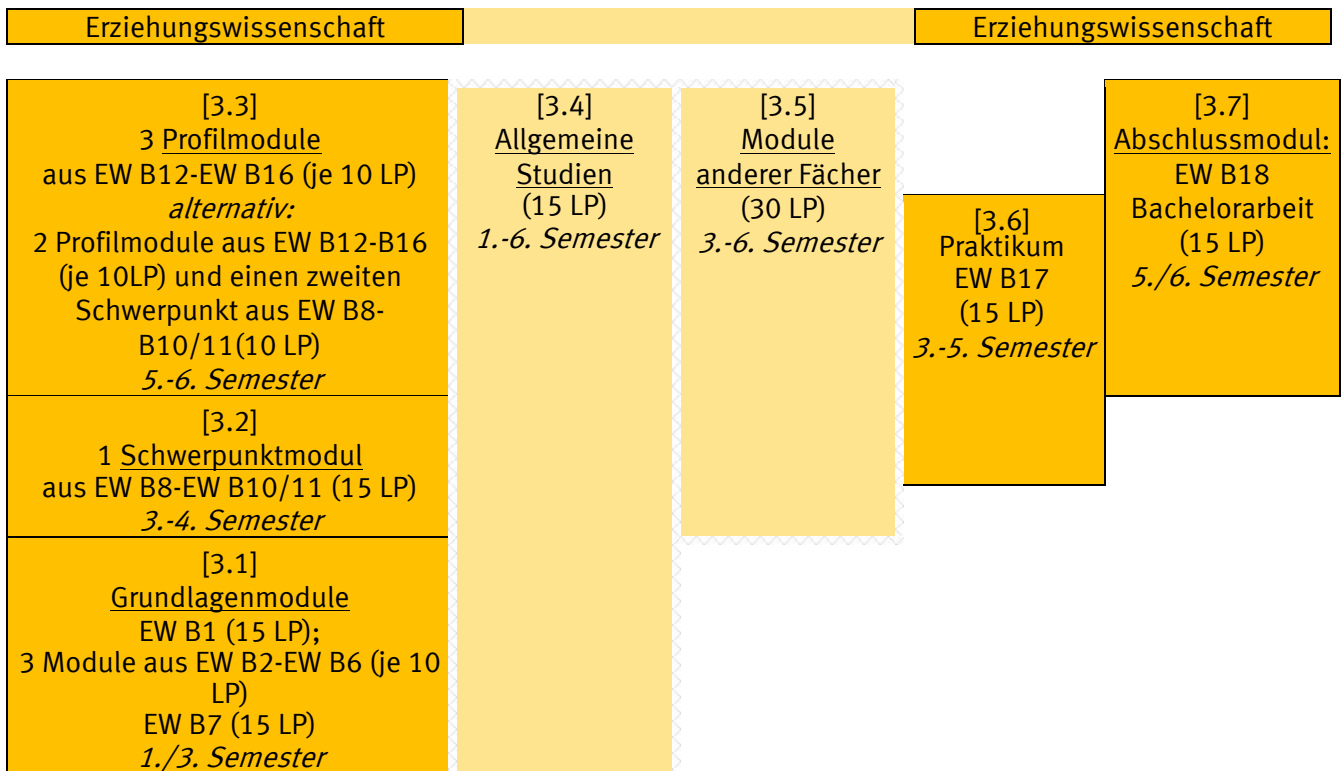 Erziehungswissenschaft
Erziehungswissenschaft
[3.3]
3 Profilmodule
aus EW B12-EW B16 (je 10 LP)
alternativ:
2 Profilmodule aus EW B12-B16
(je 10LP) und einen zweiten
Schwerpunkt aus EW B8-
B10/11(10 LP)
5.-6. Semester
[3.2]
1 Schwerpunktmodul
aus EW B8-EW B10/11 (15 LP)
3.-4. Semester
[3.1]
Grundlagenmodule
EW B1 (15 LP);
3 Module aus EW B2-EW B6 (je 10
LP)
EW B7 (15 LP)
1./3. Semester
[3.4]
Allgemeine
Studien
(15 LP)
1.-6. Semester
[3.5]
Module
anderer Fächer
(30 LP)
3.-6. Semester
[3.6]
Praktikum
EW B17
(15 LP)
3.-5. Semester
[3.7]
Abschlussmodul:
EW B18
Bachelorarbeit
(15 LP)
5./6. Semester